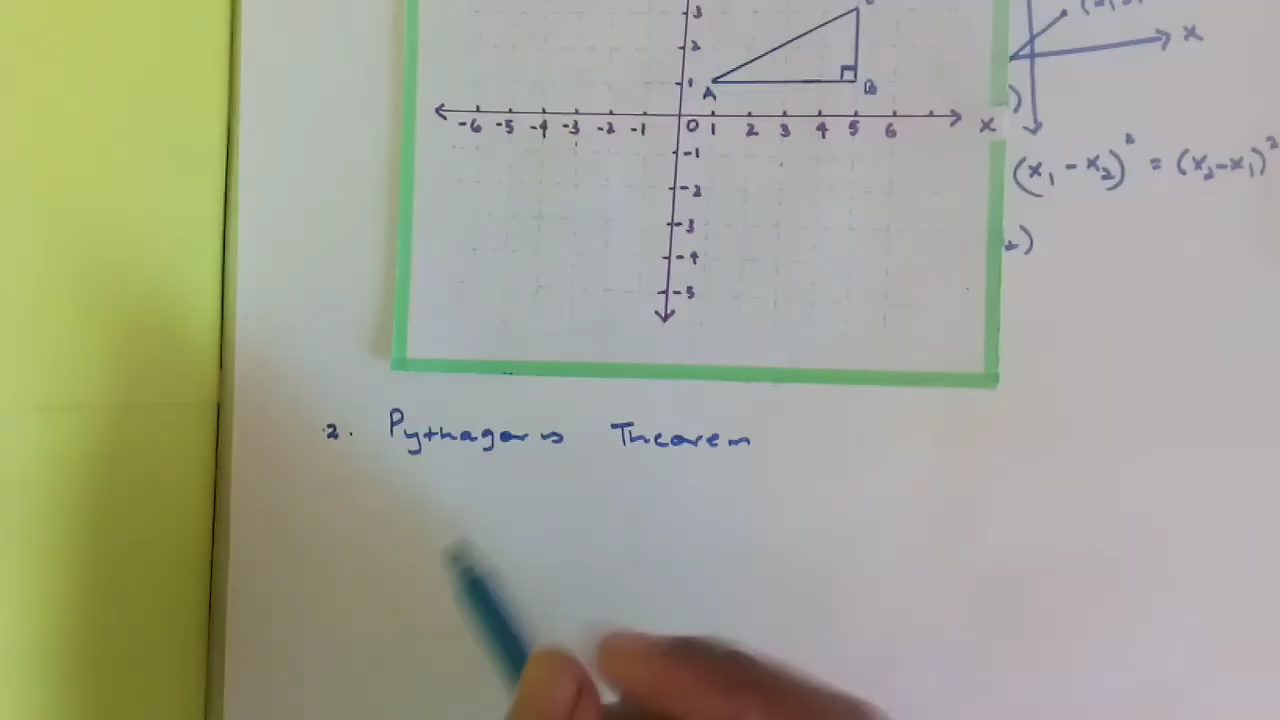 3
2
1
A
B
-6 -5 -4 -3 -2 -1 0 1 2 3 4 5 6 x
-1
-2
-3
-4
-5
x
)
(x₁ - x₂)² = (x₂-x₁)²
2. Pythagoras Theorem